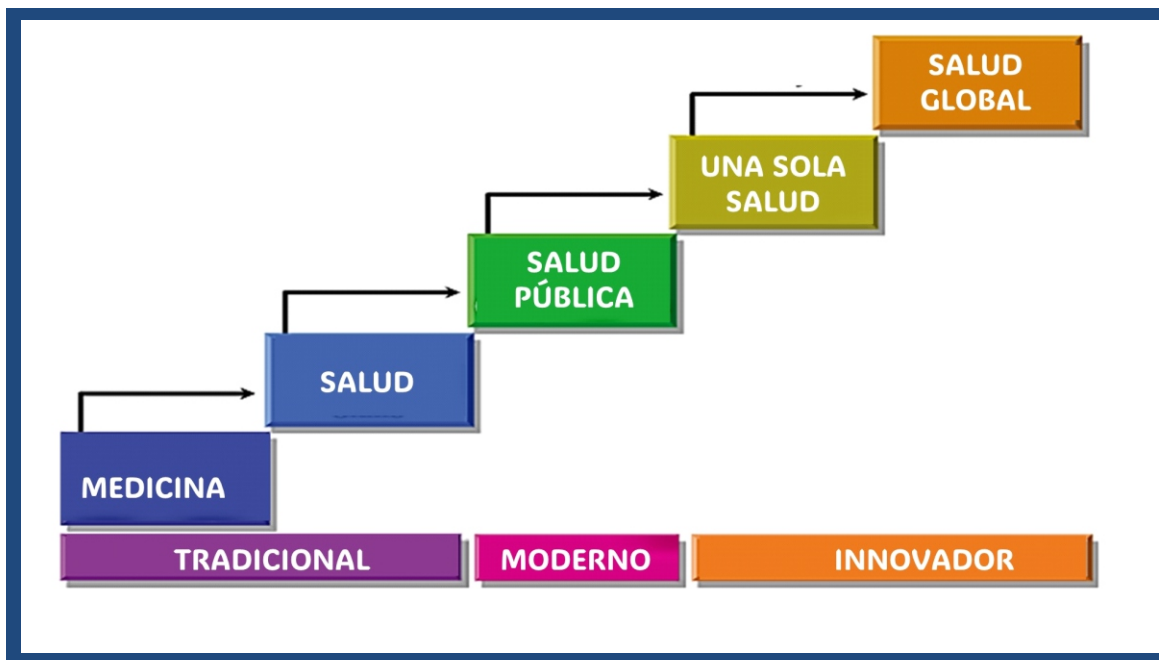 SALUD
GLOBAL
UNA SOLA
SALUD
SALUD
PÚBLICA
SALUD
MEDICINA
TRADICIONAL
MODERNO
INNOVADOR